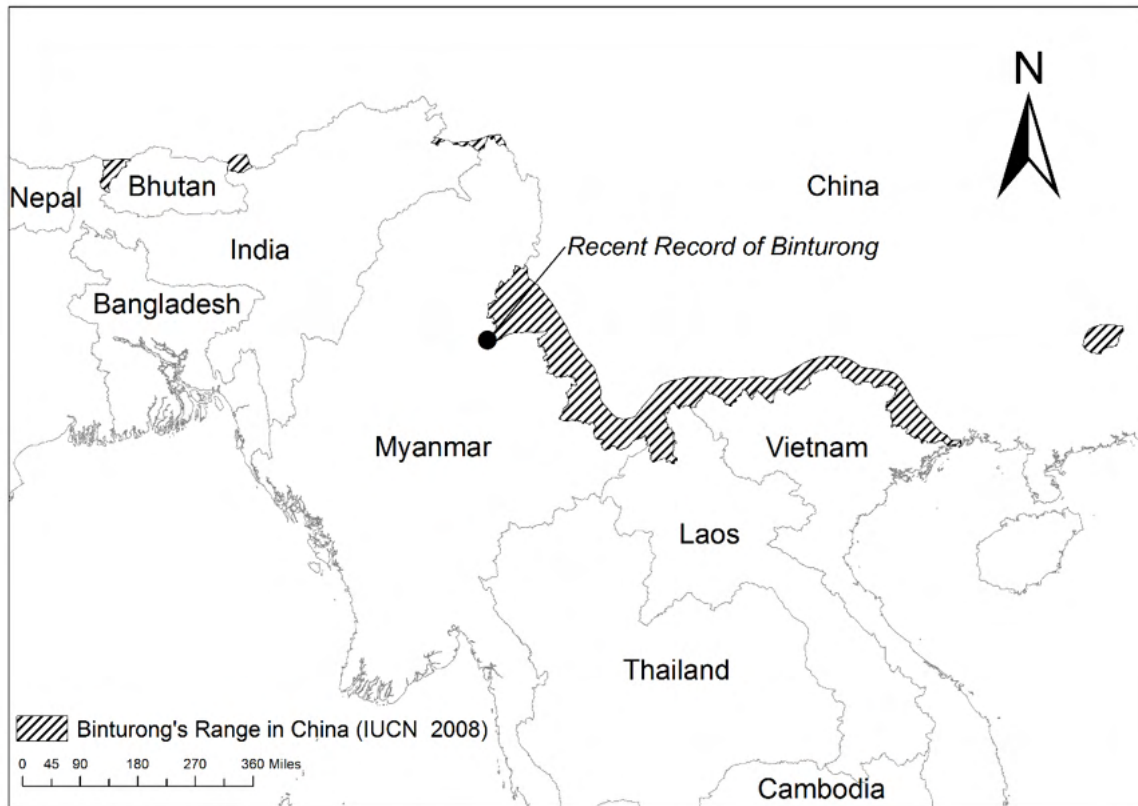 N
China
Nepal
Bhutan
India
Recent Record of Binturong
Bangladesh
Myanmar
Vietnam
Laos
Thailand
Binturong's Range in China (IUCN 2008)
0 45 90 180 270 360 Miles
Cambodia